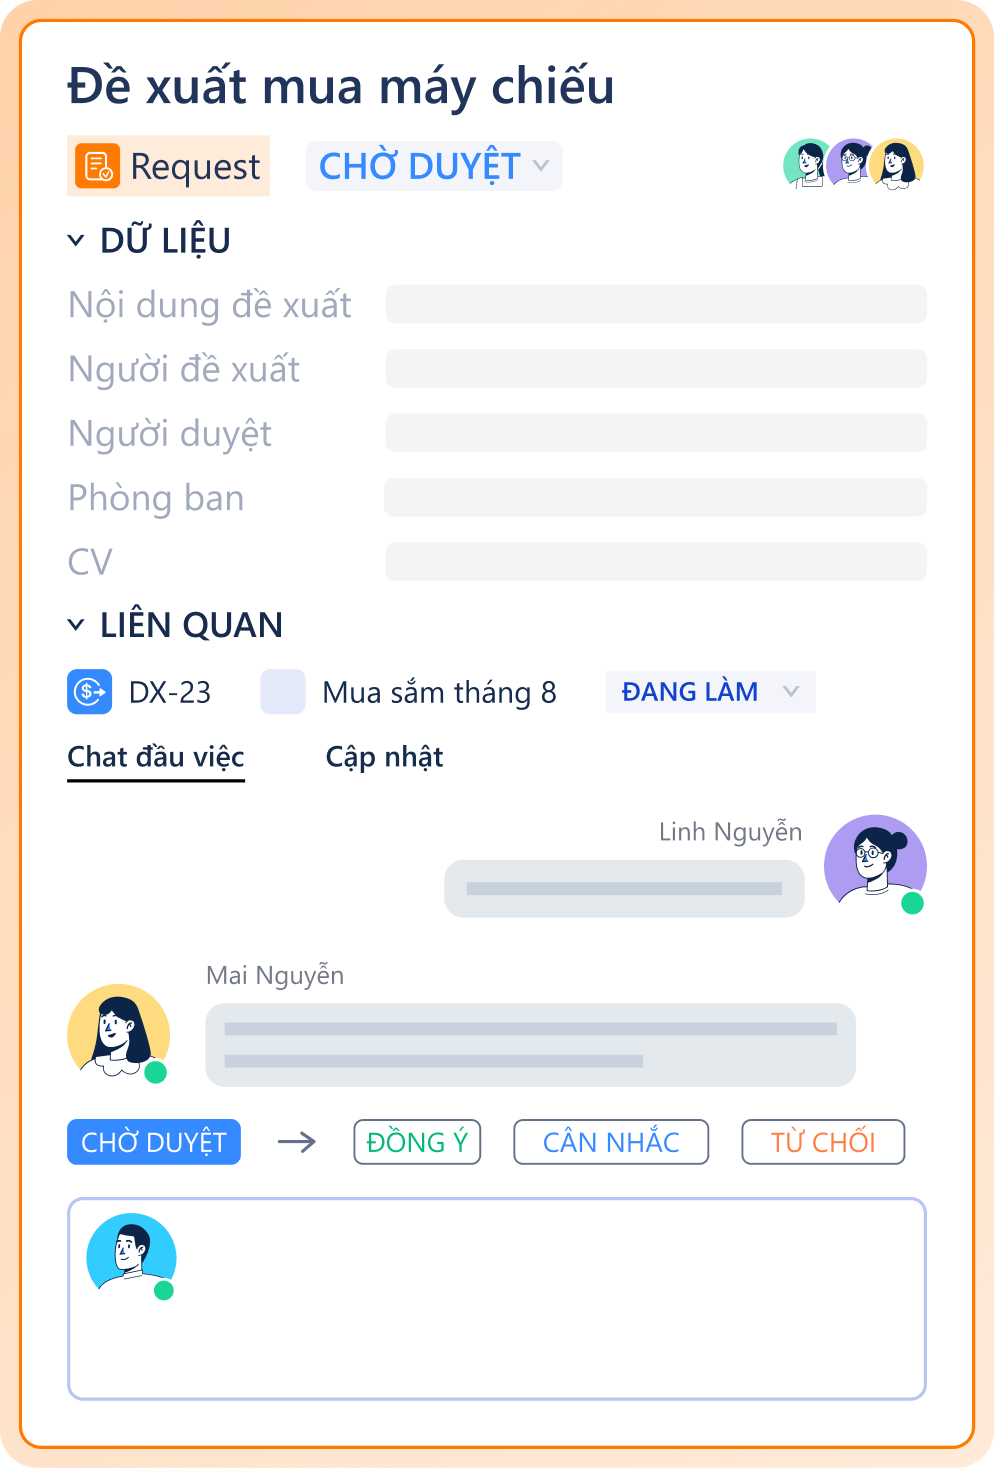 Đề xuất mua máy chiếu
Request CHỜ DUYỆT
DỮ LIỆU
Nội dung đề xuất
Người đề xuất
Người duyệt
Phòng ban
CV
LIÊN QUAN
DX-23 Mua sắm tháng 8 ĐANG LÀM
Chat đầu việc Cập nhật
Linh Nguyễn
Mai Nguyễn
CHỜ DUYỆT → ĐỒNG Ý CÂN NHẮC TỪ CHỐI